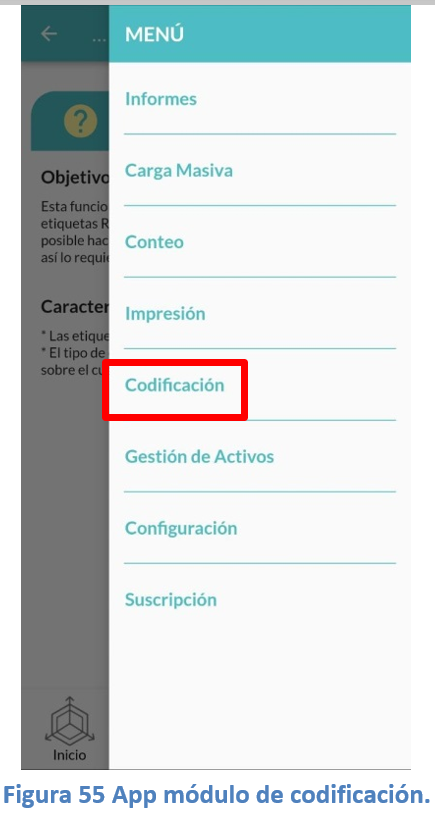 ... MENÚ
Informes
Carga Masiva
Conteo
Impresión
Codificación
Gestión de Activos
Configuración
Suscripción
?
Objetivo
Esta funcio
etiquetas R
posible hac
así lo requie
Caracter
* Las etique
* El tipo de
sobre el cu
Inicio
Figura 55 App módulo de codificación.